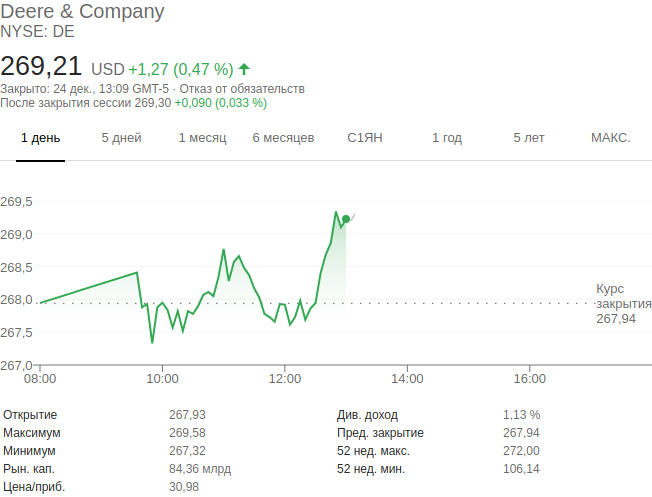 Deere & Company
NYSE: DE
269,21 USD +1,27 (0,47 %)
Закрыто: 24 дек., 13:09 GMT-5 · Отказ от обязательств
После закрытия сессии 269,30 +0,090 (0,033 %)
1 день 5 дней 1 месяц 6 месяцев С1ЯН 1 год 5 лет МАКС.
269,5
269,0
268,5
268,0
267,5
267,0
Курс
закрытия
267,94
08:00 10:00 12:00 14:00 16:00
Открытие 267,93 Див. доход 1,13 %
Максимум 269,58 Пред. закрытие 267,94
Минимум 267,32 52 нед. макс. 272,00
Рын. кап. 84,36 млрд 52 нед. мин. 106,14
Цена/приб. 30,98